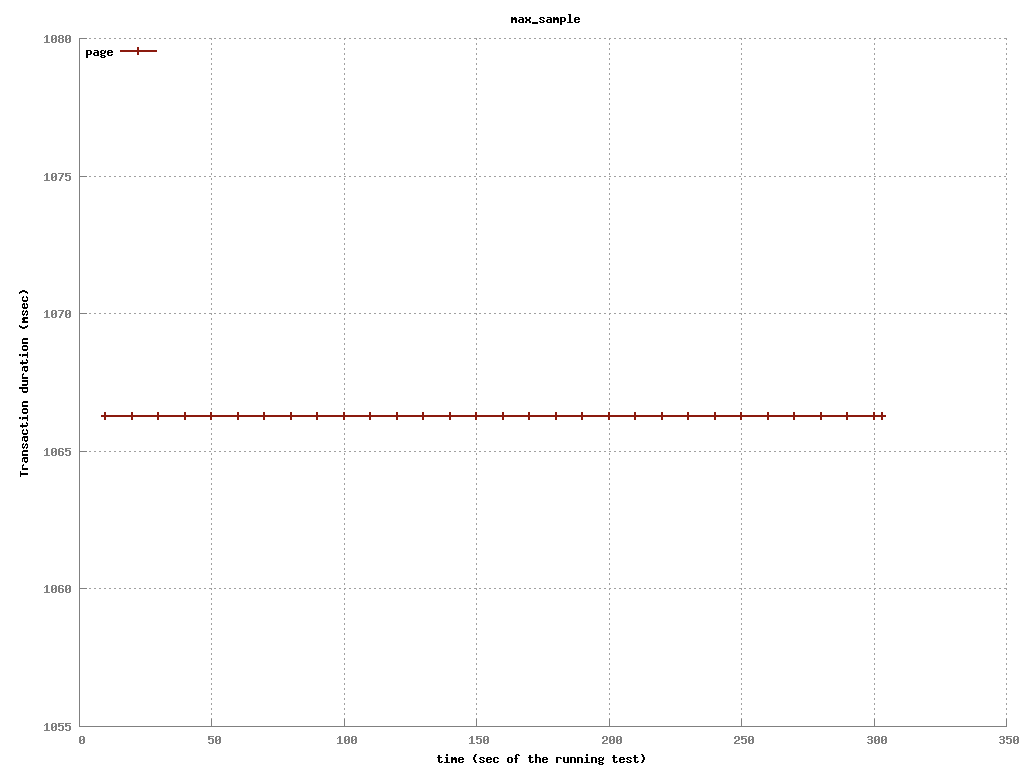 max_sample
page
1080
1075
1070
1065
1060
1055
Transaction duration (msec)
0 50 100 150 200 250 300 350
time (sec of the running test)